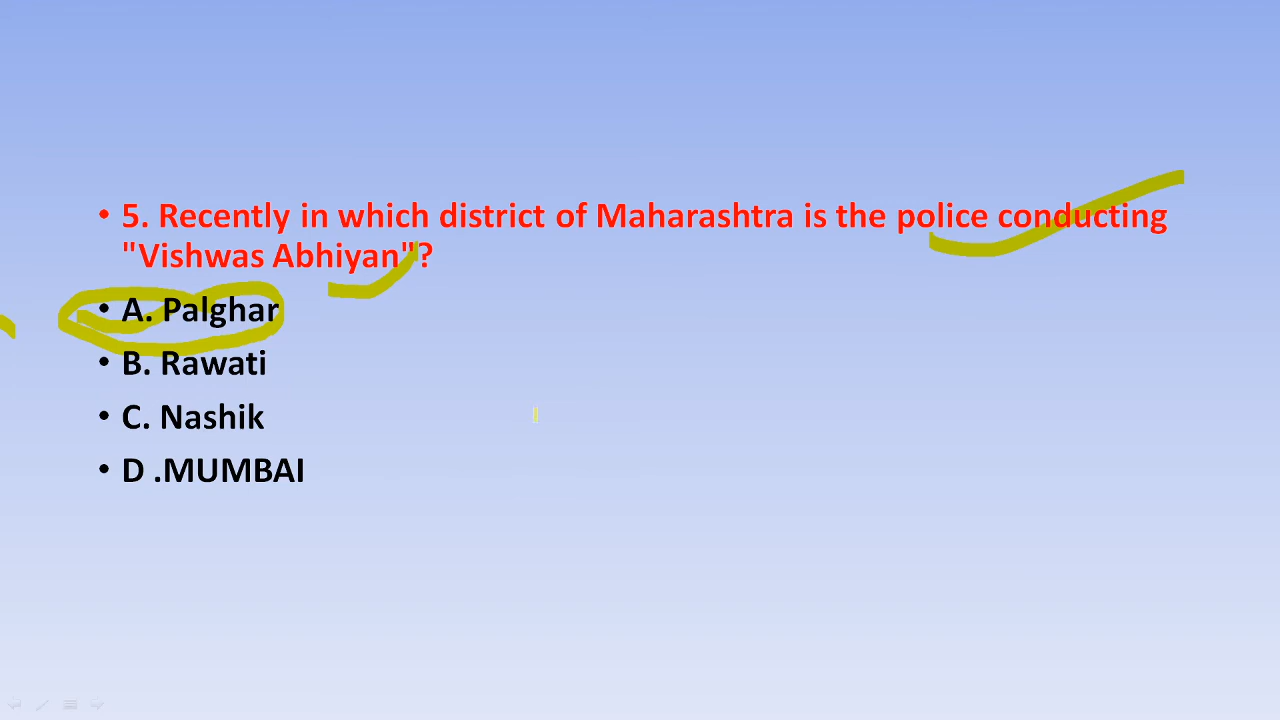 • 5. Recently in which district of Maharashtra is the police conducting
"Vishwas Abhiyan"?
• A. Palghar
• B. Rawati
• C. Nashik
• D .MUMBAI